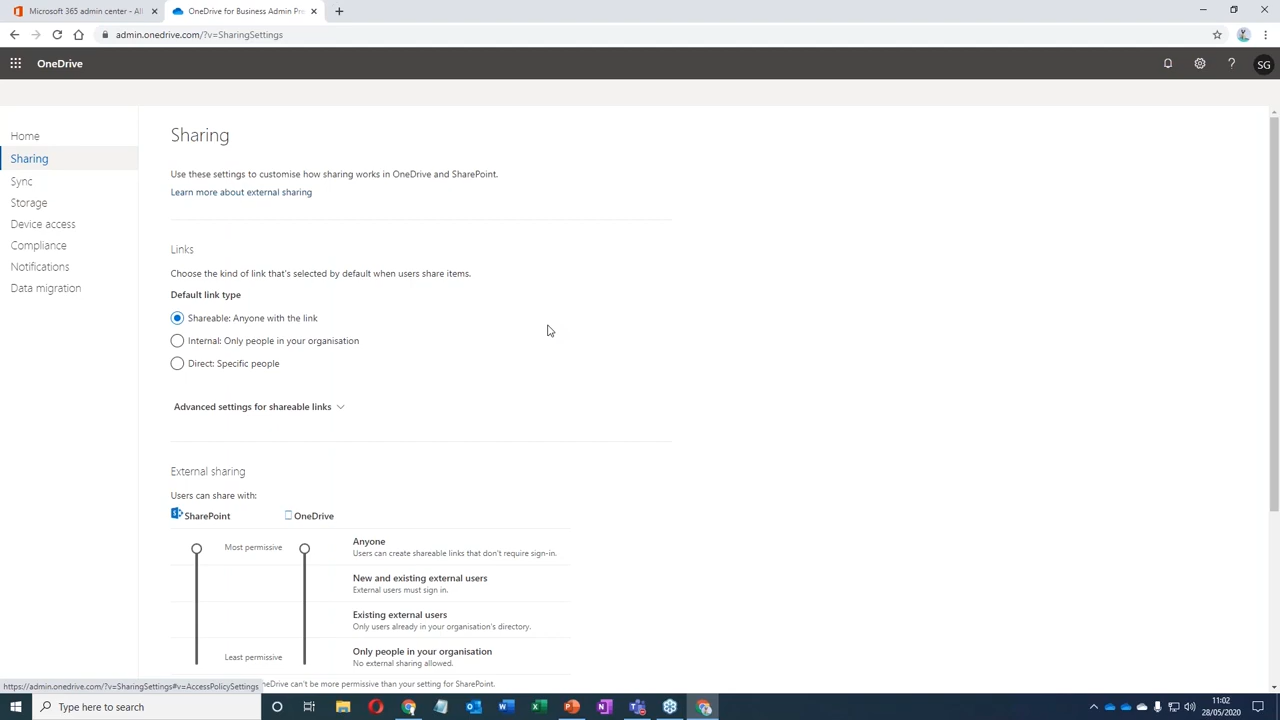 Microsoft 365 admin center - All
OneDrive for Business Admin Pre
admin.onedrive.com/?v=SharingSettings
OneDrive
SG
Home
Sharing
Sync
Storage
Device access
Compliance
Notifications
Data migration
Sharing
Use these settings to customise how sharing works in OneDrive and SharePoint.
Learn more about external sharing
Links
Choose the kind of link that's selected by default when users share items.
Default link type
Shareable: Anyone with the link
Internal: Only people in your organisation
Direct: Specific people
Advanced settings for shareable links
External sharing
Users can share with:
SharePoint
OneDrive
Most permissive
Anyone
Users can create shareable links that don't require sign-in.
New and existing external users
External users must sign in.
Existing external users
Only users already in your organisation's directory.
Least permissive
Only people in your organisation
No external sharing allowed.
neDrive can't be more permissive than your setting for SharePoint.
https://admin.onedrive.com/?v=SharingSettings#v=AccessPolicySettings
Type here to search
11:02
28/05/2020